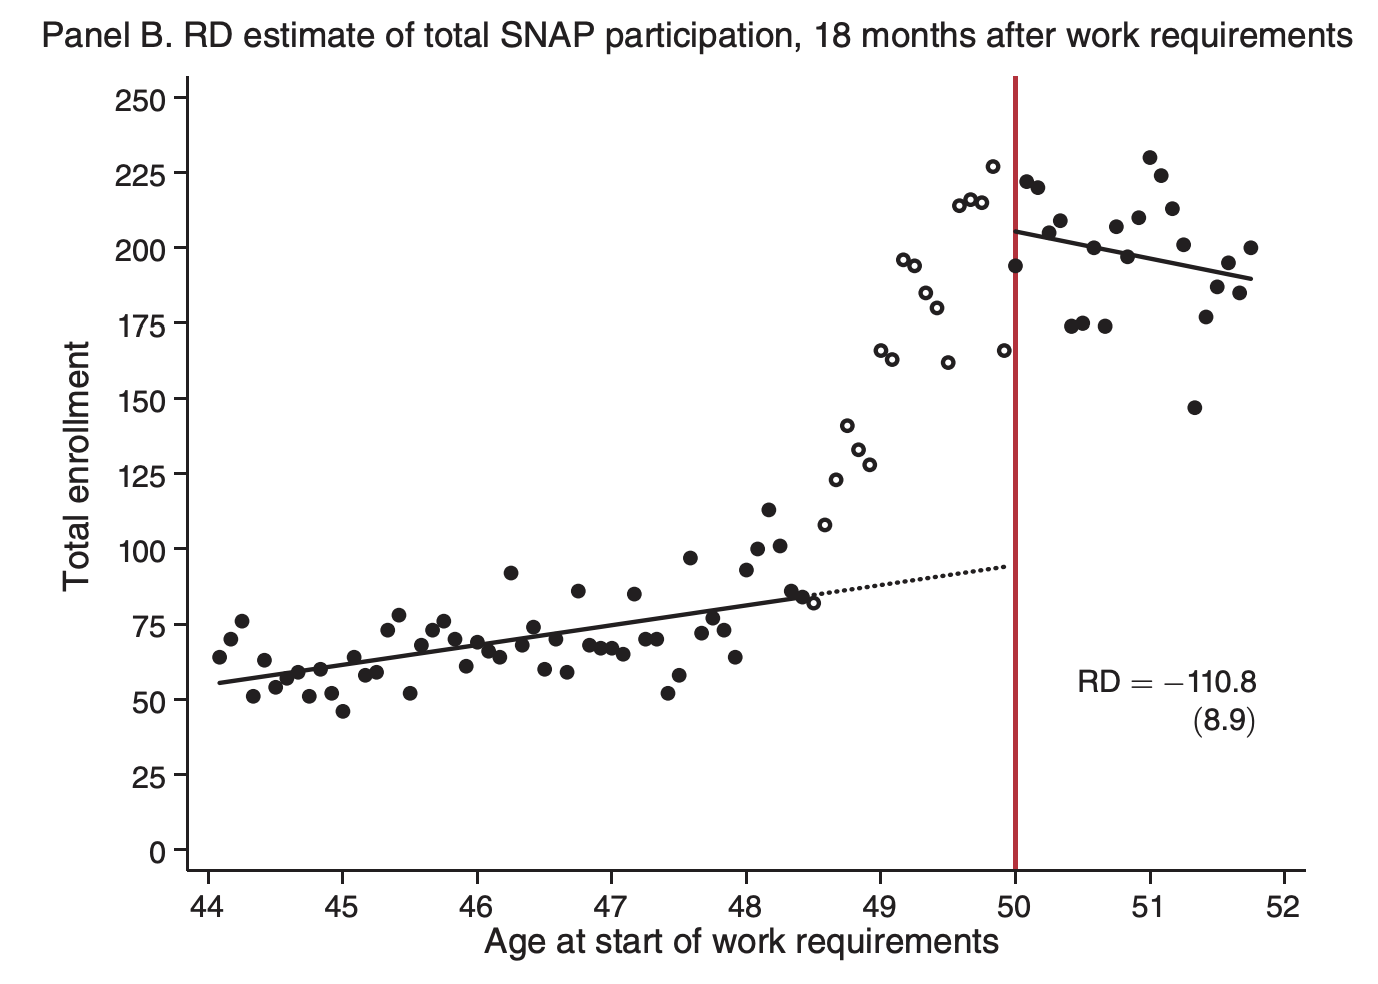 Panel B. RD estimate of total SNAP participation, 18 months after work requirements
250
225
200
175
150
125
100
75
50
25
0
Total enrollment
RD = −110.8
(8.9)
44 45 46 47 48 49 50 51 52
Age at start of work requirements